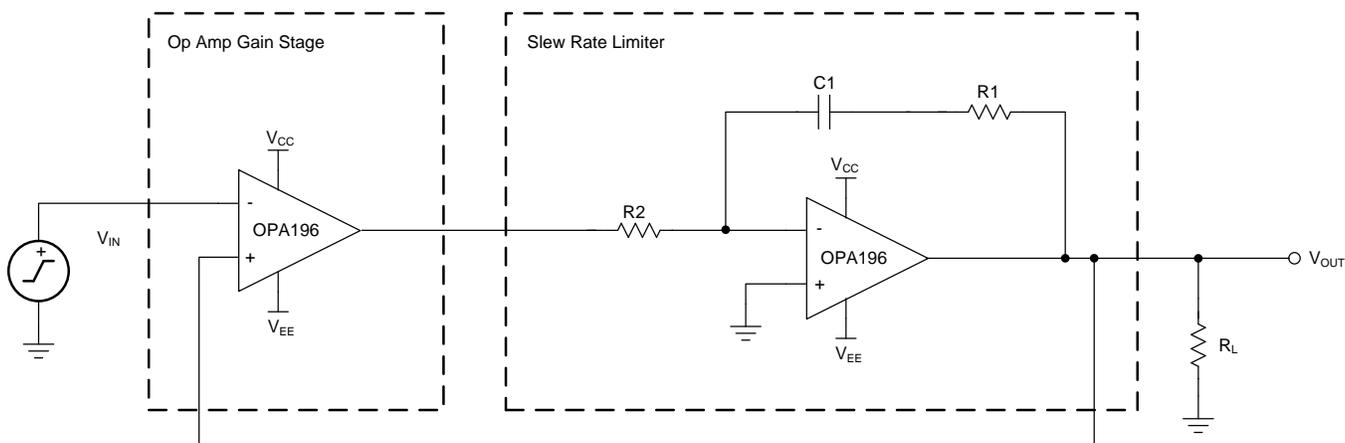 Op Amp Gain Stage
Slew Rate Limiter
C1
R1
VCC
VCC
R2
-
OPA196
+
VEE
VIN
+
-
OPA196
+
VEE
VOUT
RL